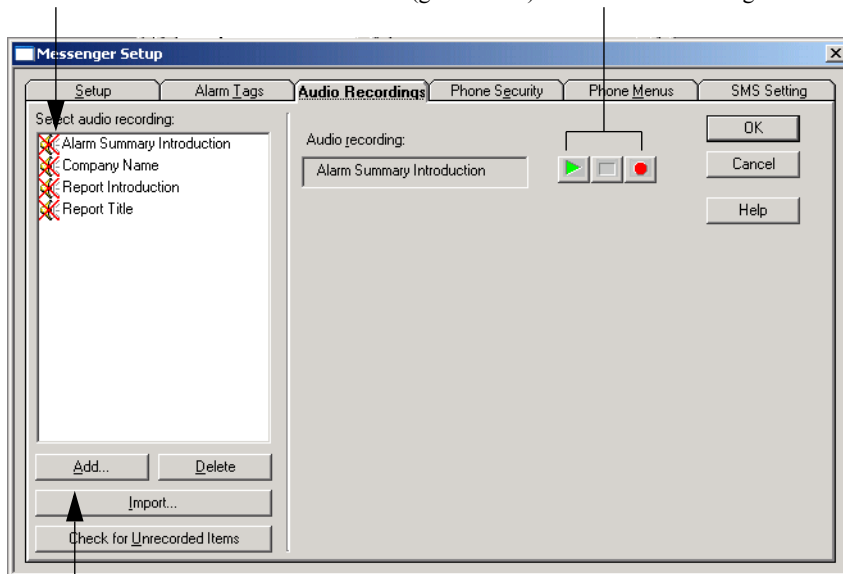 Messenger Setup
Setup
Alarm Tags
Audio Recordings
Phone Security
Phone Menus
SMS Setting
Select audio recording:
Alarm Summary Introduction
Company Name
Report Introduction
Report Title
Add...
Delete
Import...
Check for Unrecorded Items
Audio recording:
Alarm Summary Introduction
OK
Cancel
Help